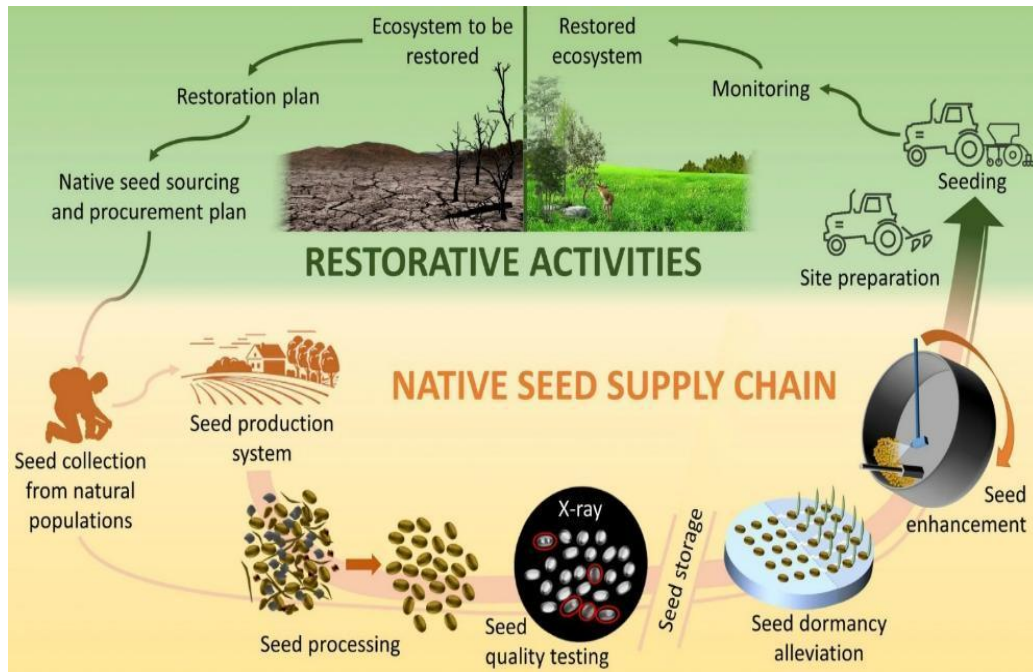 Ecosystem to be
restored
Restored
ecosystem
Restoration plan
Monitoring
Native seed sourcing
and procurement plan
Seeding
Site preparation
RESTORATIVE ACTIVITIES
NATIVE SEED SUPPLY CHAIN
Seed collection
from natural
populations
Seed production
system
Seed processing
X-ray
Seed
quality testing
Seed storage
Seed dormancy
alleviation
Seed
enhancement